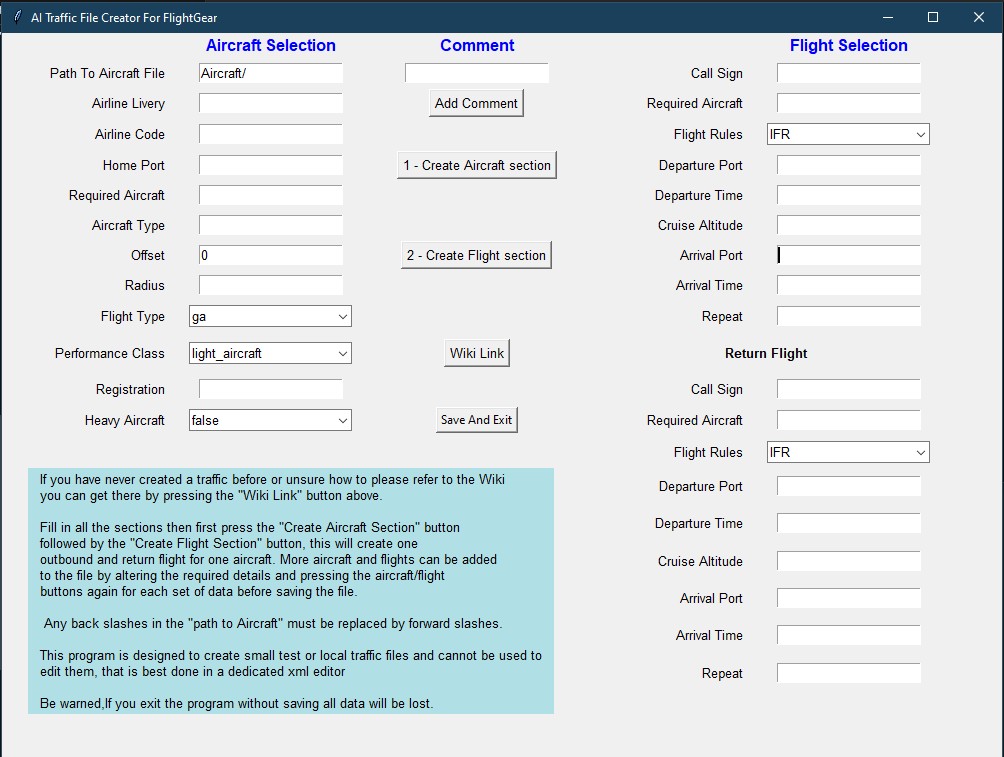 AI Traffic File Creator For FlightGear
Aircraft Selection
Comment
Flight Selection
Path To Aircraft File
Aircraft/
Call Sign
Airline Livery
Add Comment
Required Aircraft
Airline Code
Flight Rules
IFR
Home Port
1 - Create Aircraft section
Departure Port
Required Aircraft
Departure Time
Aircraft Type
Cruise Altitude
Offset
0
2 - Create Flight section
Arrival Port
Radius
Arrival Time
Flight Type
ga
Repeat
Performance Class
light_aircraft
Wiki Link
Return Flight
Registration
Call Sign
Heavy Aircraft
false
Save And Exit
Required Aircraft
Flight Rules
IFR
Departure Port
Departure Time
Cruise Altitude
Arrival Port
Arrival Time
Repeat
If you have never created a traffic before or unsure how to please refer to the Wiki
you can get there by pressing the "Wiki Link" button above.
Fill in all the sections then first press the "Create Aircraft Section" button
followed by the "Create Flight Section" button, this will create one
outbound and return flight for one aircraft. More aircraft and flights can be added
to the file by altering the required details and pressing the aircraft/flight
buttons again for each set of data before saving the file.
Any back slashes in the "path to Aircraft" must be replaced by forward slashes.
This program is designed to create small test or local traffic files and cannot be used to
edit them, that is best done in a dedicated xml editor
Be warned,If you exit the program without saving all data will be lost.